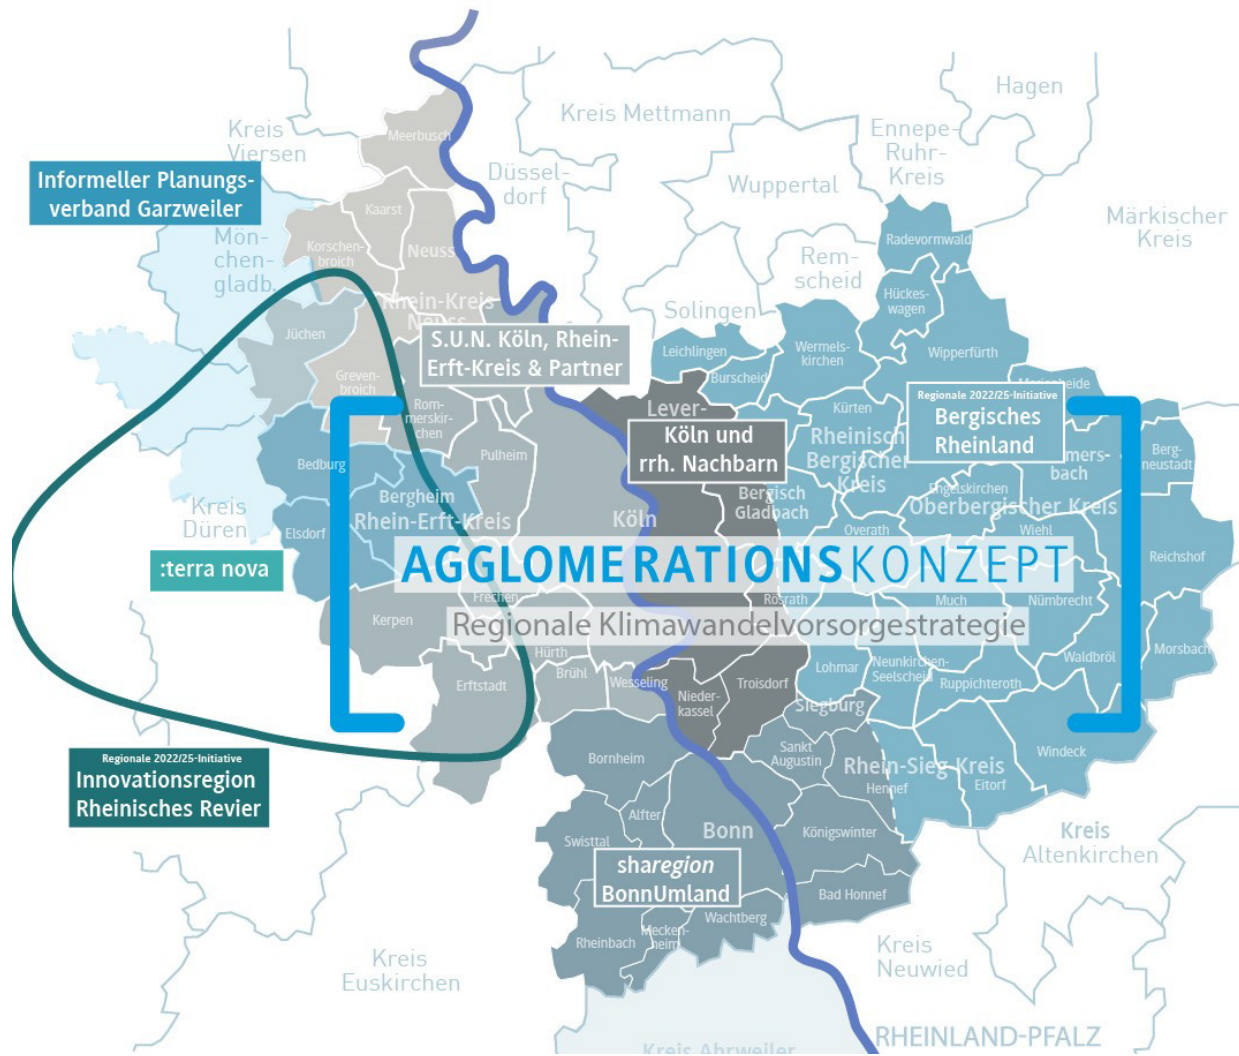 Hagen
Kreis Mettmann
Kreis
Viersen
Ennepe-
Ruhr-
Kreis
Meerbusch
Düssel-
dorf
Wuppertal
Informeller Planungs-
verband Garzweiler
Märkischer
Kreis
Kaarst
Mön-
chen-
gladb.
Korschen-
broich
Neuss
Radevormwald
Rem-
scheid
Hückes-
wagen
Rhein-Kreis
Neuss
Solingen
Jüchen
S.U.N. Köln, Rhein-
Erft-Kreis & Partner
Leichlingen
Wermels-
kirchen
Wipperfürth
Burscheid
Greven-
broich
Rom-
merskir-
chen
Lever-
Kürten
Regionale 2022/25-Initiative
Bergisches
Rheinland
Köln und
rrh. Nachbarn
Rheinisch
Bergischer
Kreis
mmers-
bach
Berg-
neustadt
Pulheim
Bedburg
Bergheim
Rhein-Erft-Kreis
Köln
Bergisch
Gladbach
Engelskirchen
Oberbergischer Kreis
Kreis
Düren
Elsdorf
Overath
Wiehl
Reichshof
:terra nova
AGGLOMERATIONSKONZEPT
Frechen
Rösrath
Much
Nümbrecht
Kerpen
Regionale Klimawandelvorsorgestrategie
Hürth
Brühl
Wesseling
Lohmar
Neunkirchen-
Seelscheid
Waldbröl
Morsbach
Erftstadt
Nieder-
kassel
Troisdorf
Ruppichteroth
Siegburg
Regionale 2022/25-Initiative
Innovationsregion
Rheinisches Revier
Bornheim
Sankt
Augustin
Rhein-Sieg-Kreis
Hennef
Eitorf
Windeck
Alfter
Bonn
Swisttal
Königswinter
Kreis
Altenkirchen
sharegion
BonnUmland
Bad Honnef
Wachtberg
Rheinbach
Mecken-
heim
Kreis
Euskirchen
Kreis
Neuwied
RHEINLAND-PFALZ
Kreis Ahrweiler